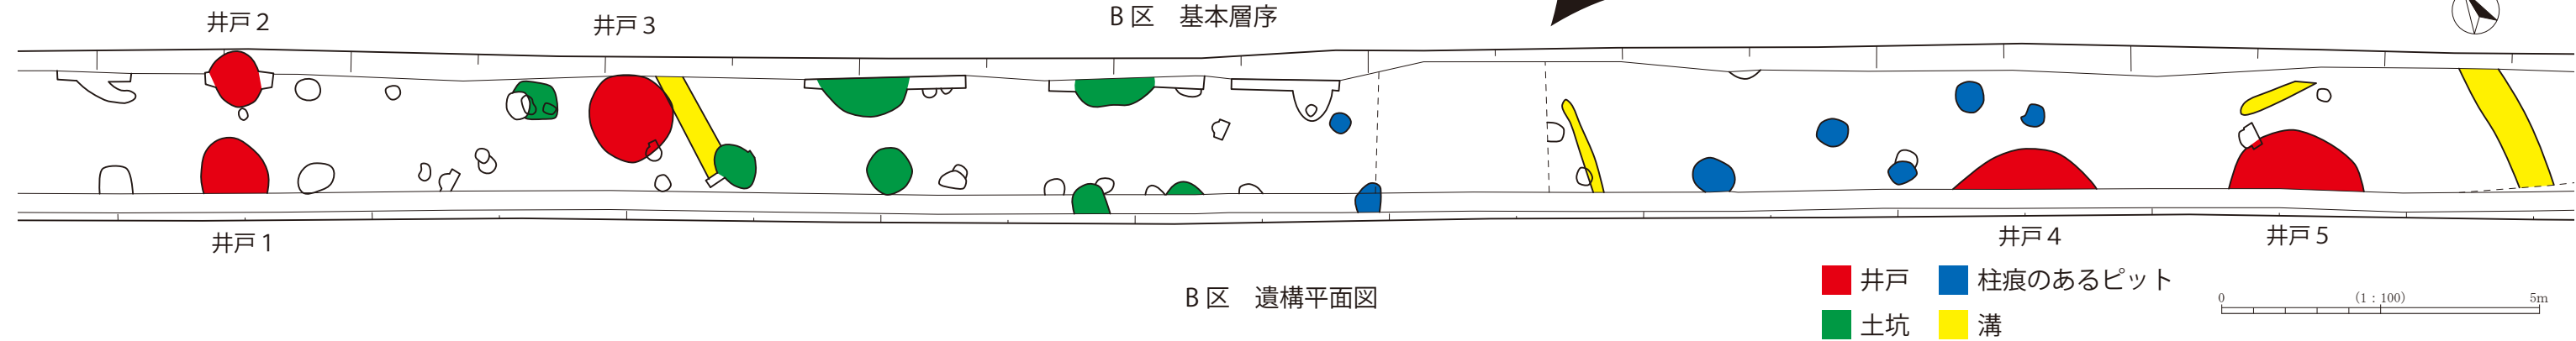 B 区　基本層序
井戸２
井戸３
井戸１
井戸４
井戸５
B 区　遺構平面図
井戸
柱痕のあるピット
土坑
溝
0 （1：100） 5m